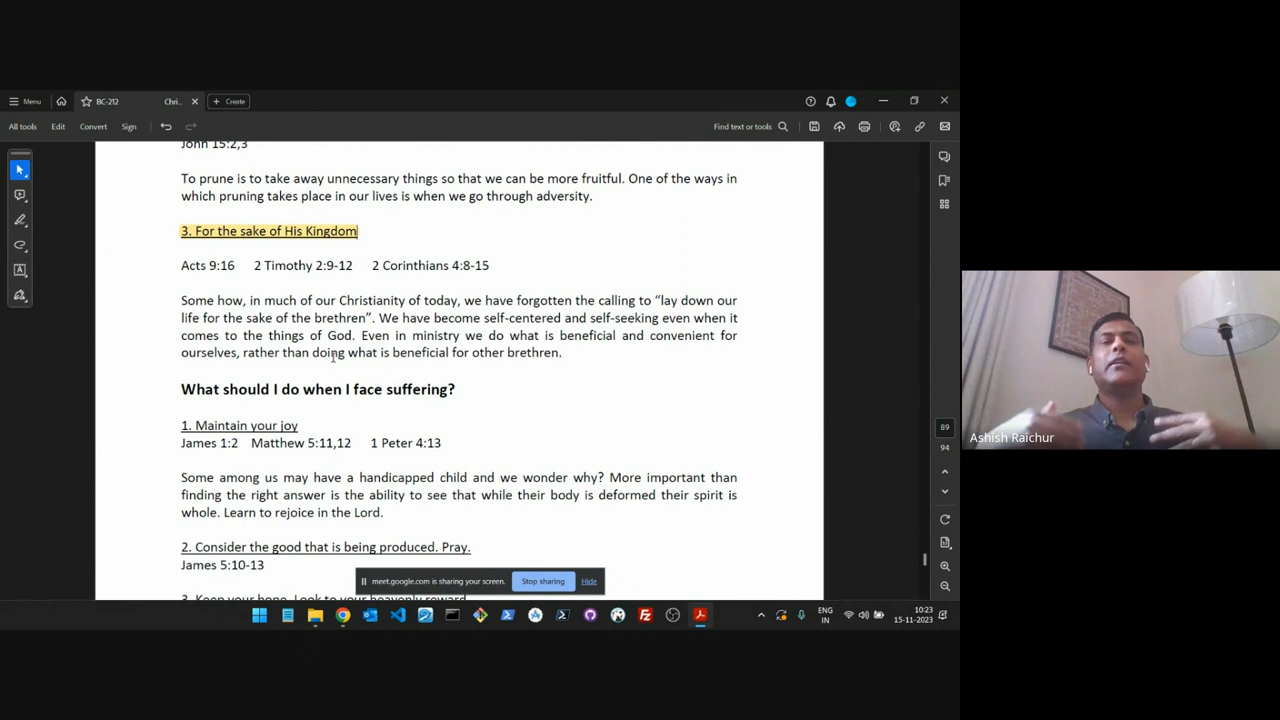 Menu
BC-212
Chri..
Create
All tools
Edit
Convert
Sign
Find text or tools
John 15:2,3
To prune is to take away unnecessary things so that we can be more fruitful. One of the ways in
which pruning takes place in our lives is when we go through adversity.
3. For the sake of His Kingdom
Acts 9:16 2 Timothy 2:9-12 2 Corinthians 4:8-15
Some how, in much of our Christianity of today, we have forgotten the calling to “lay down our
life for the sake of the brethren”. We have become self-centered and self-seeking even when it
comes to the things of God. Even in ministry we do what is beneficial and convenient for
ourselves, rather than doing what is beneficial for other brethren.
What should I do when I face suffering?
1. Maintain your joy
James 1:2 Matthew 5:11,12 1 Peter 4:13
Some among us may have a handicapped child and we wonder why? More important than
finding the right answer is the ability to see that while their body is deformed their spirit is
whole. Learn to rejoice in the Lord.
2. Consider the good that is being produced. Pray.
James 5:10-13
3. Keep your hope. Look to your heavenly reward.
meet.google.com is sharing your screen.
Stop sharing
Hide
89
94
Ashish Raichur
ENG
IN
10:23
15-11-2023